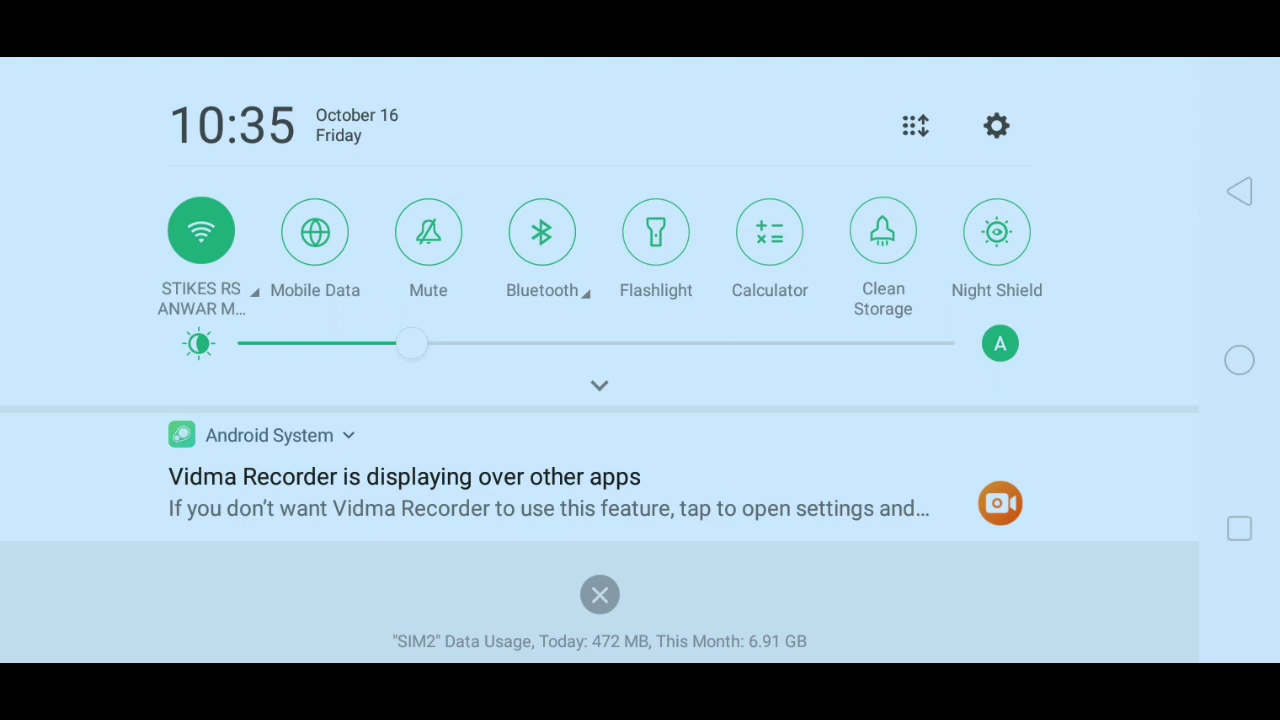 10:35
October 16
Friday
STIKES RS
ANWAR M...
Mobile Data
Mute
Bluetooth
Flashlight
Calculator
Clean
Storage
Night Shield
A
Android System
Vidma Recorder is displaying over other apps
If you don’t want Vidma Recorder to use this feature, tap to open settings and...
"SIM2" Data Usage, Today: 472 MB, This Month: 6.91 GB